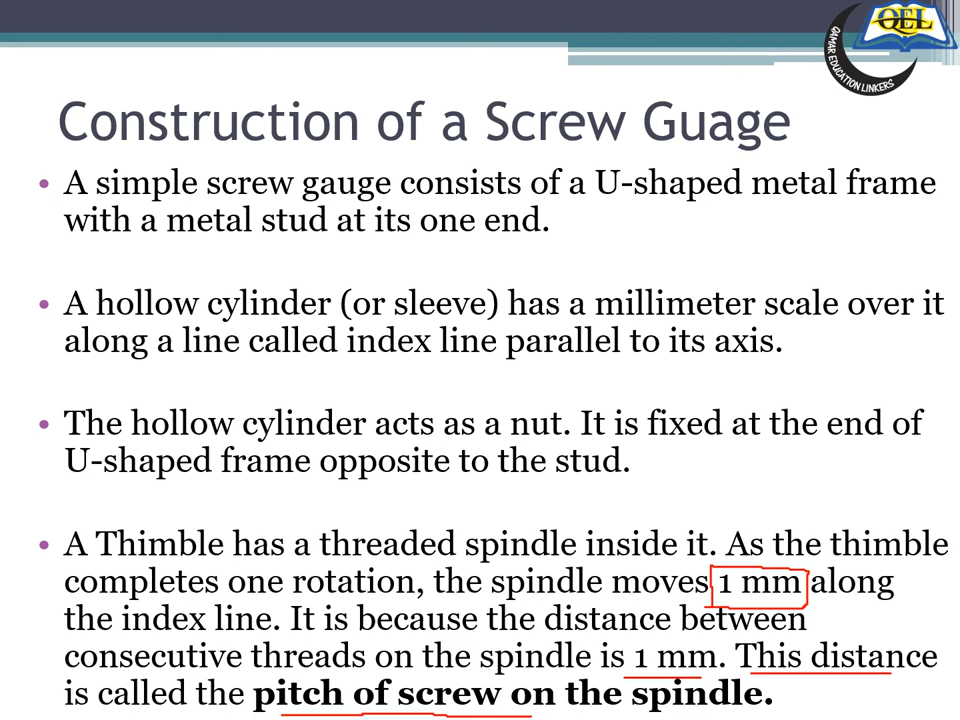 QEL
QAMAR EDUCATION LINKERS
Construction of a Screw Guage
• A simple screw gauge consists of a U-shaped metal frame
with a metal stud at its one end.
• A hollow cylinder (or sleeve) has a millimeter scale over it
along a line called index line parallel to its axis.
• The hollow cylinder acts as a nut. It is fixed at the end of
U-shaped frame opposite to the stud.
• A Thimble has a threaded spindle inside it. As the thimble
completes one rotation, the spindle moves 1 mm along
the index line. It is because the distance between
consecutive threads on the spindle is 1 mm. This distance
is called the pitch of screw on the spindle.